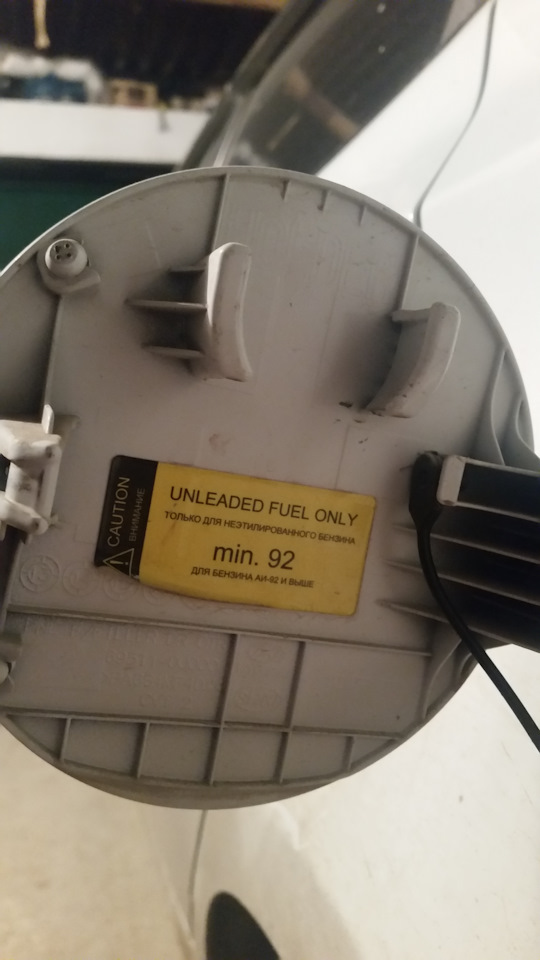 CAUTION
ВНИМАНИЕ
UNLEADED FUEL ONLY
ТОЛЬКО ДЛЯ НЕЭТИЛИРОВАННОГО БЕНЗИНА
min. 92
ДЛЯ БЕНЗИНА АИ-92 И ВЫШЕ